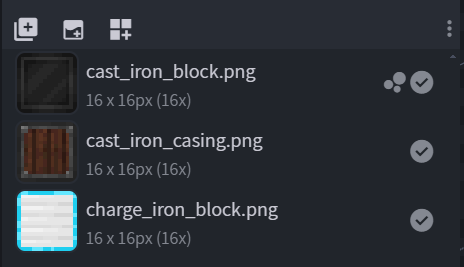 cast_iron_block.png
16 x 16px (16x)
cast_iron_casing.png
16 x 16px (16x)
charge_iron_block.png
16 x 16px (16x)